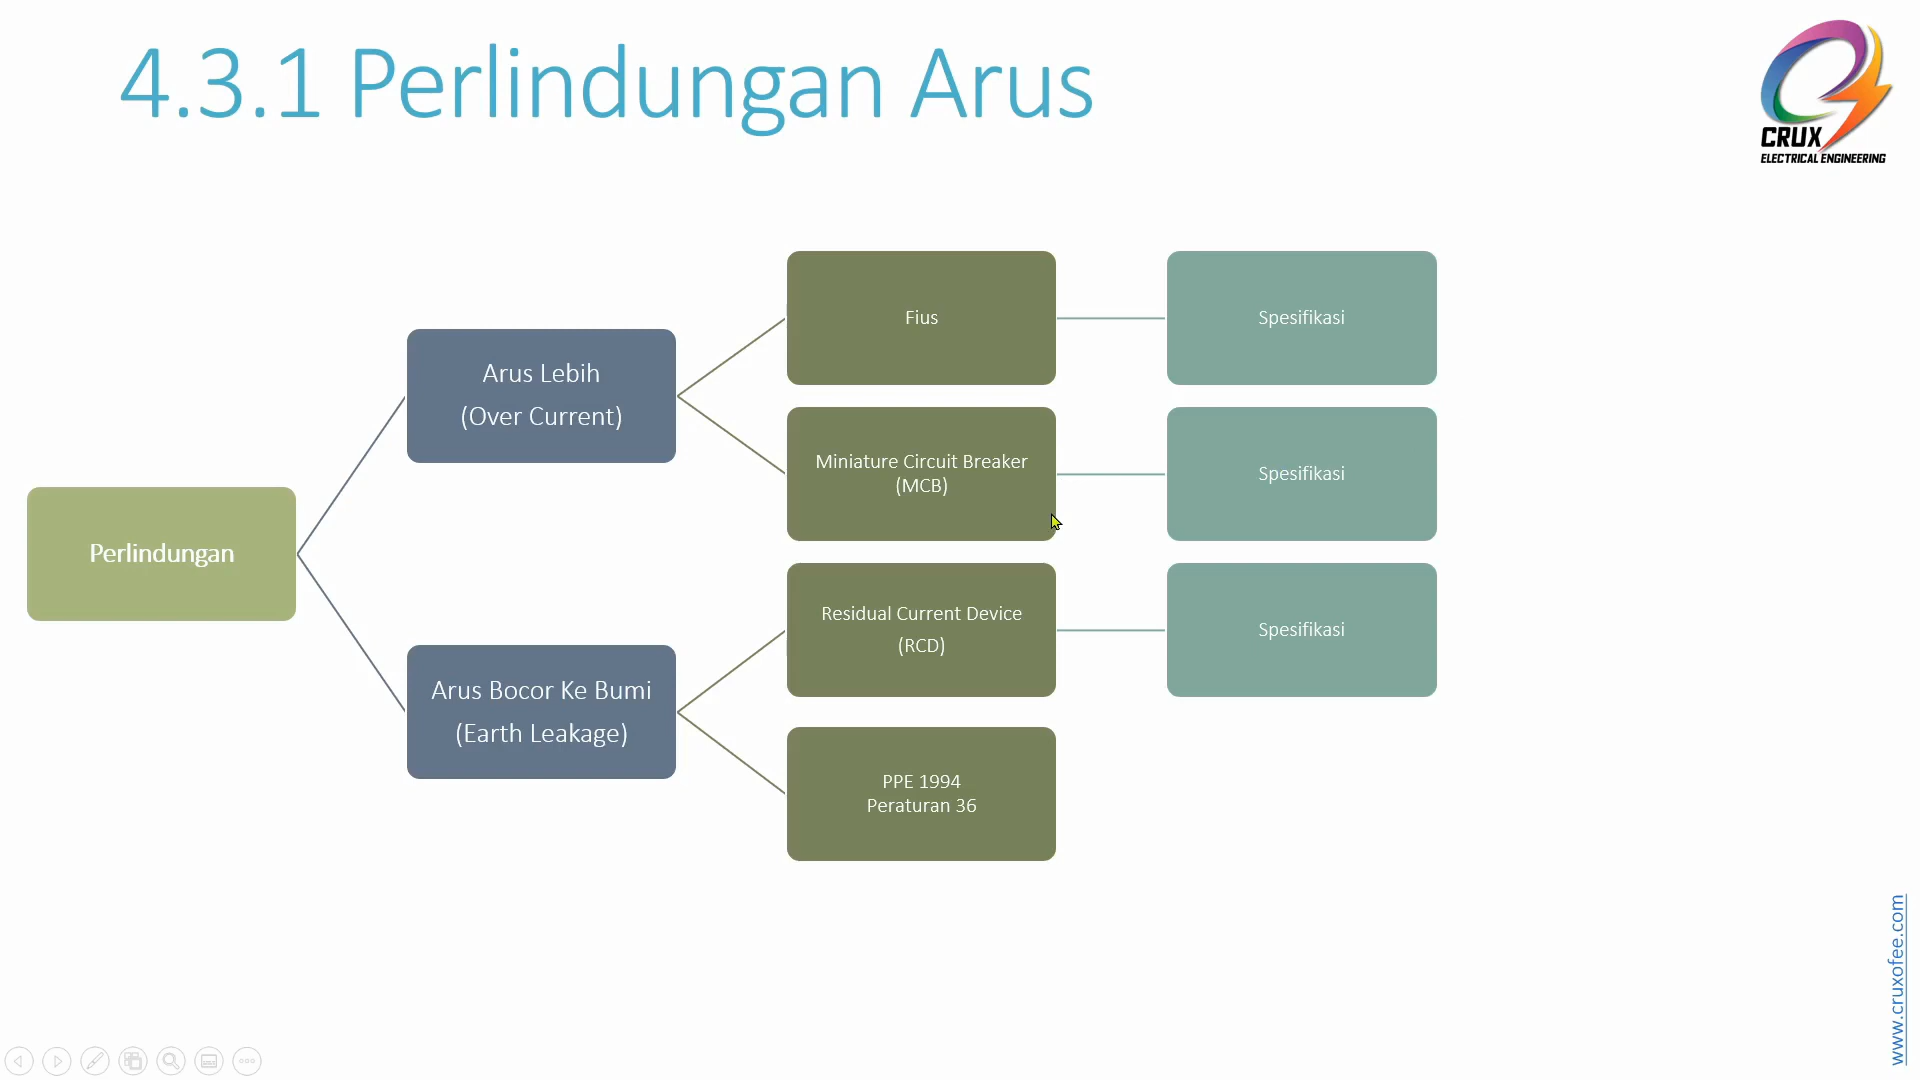 4.3.1 Perlindungan Arus
CRUX
ELECTRICAL ENGINEERING
Perlindungan
Arus Lebih
(Over Current)
Arus Bocor Ke Bumi
(Earth Leakage)
Fius
Miniature Circuit Breaker
(MCB)
Residual Current Device
(RCD)
PPE 1994
Peraturan 36
Spesifikasi
Spesifikasi
Spesifikasi
www.cruxofee.com